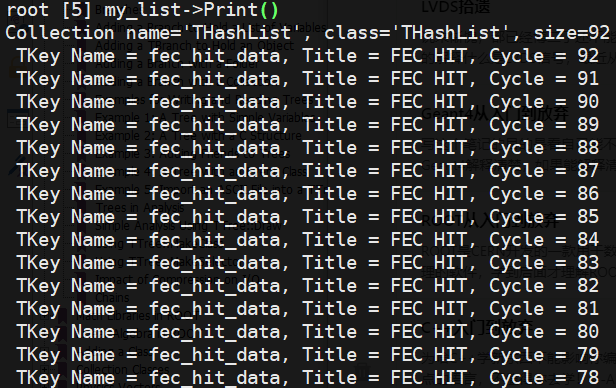 root [5] my_list->Print()
Collection name='THashList', class='THashList', size=92
TKey Name = fec_hit_data, Title = FEC HIT, Cycle = 92
TKey Name = fec_hit_data, Title = FEC HIT, Cycle = 91
TKey Name = fec_hit_data, Title = FEC HIT, Cycle = 90
TKey Name = fec_hit_data, Title = FEC HIT, Cycle = 89
TKey Name = fec_hit_data, Title = FEC HIT, Cycle = 88
TKey Name = fec_hit_data, Title = FEC HIT, Cycle = 87
TKey Name = fec_hit_data, Title = FEC HIT, Cycle = 86
TKey Name = fec_hit_data, Title = FEC HIT, Cycle = 85
TKey Name = fec_hit_data, Title = FEC HIT, Cycle = 84
TKey Name = fec_hit_data, Title = FEC HIT, Cycle = 83
TKey Name = fec_hit_data, Title = FEC HIT, Cycle = 82
TKey Name = fec_hit_data, Title = FEC HIT, Cycle = 81
TKey Name = fec_hit_data, Title = FEC HIT, Cycle = 80
TKey Name = fec_hit_data, Title = FEC HIT, Cycle = 79
TKey Name = fec_hit_data, Title = FEC HIT, Cycle = 78